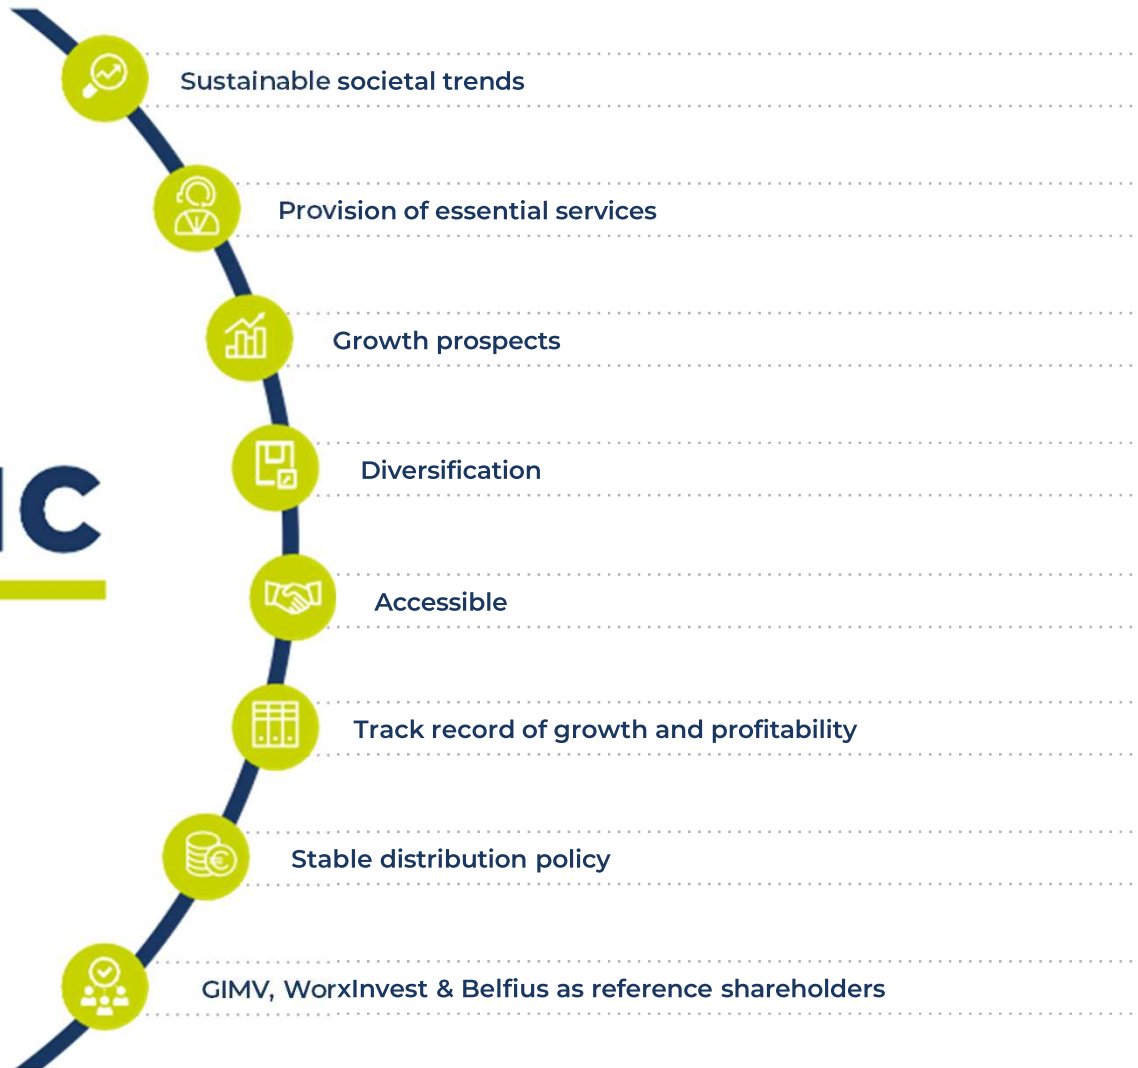 Sustainable societal trends
Provision of essential services
Growth prospects
Diversification
IC
Accessible
Track record of growth and profitability
Stable distribution policy
GIMV, WorxInvest & Belfius as reference shareholders